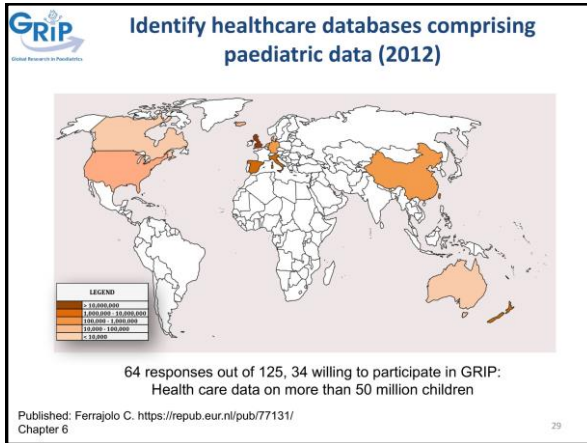 GRIP
Global Research in Paediatrics
Identify healthcare databases comprising
paediatric data (2012)
LEGEND
> 10,000,000
1,000,000 - 10,000,000
100,000 - 1,000,000
10,000 - 100,000
< 10,000
64 responses out of 125, 34 willing to participate in GRIP:
Health care data on more than 50 million children
Published: Ferrajolo C. https://repub.eur.nl/pub/77131/
Chapter 6
29